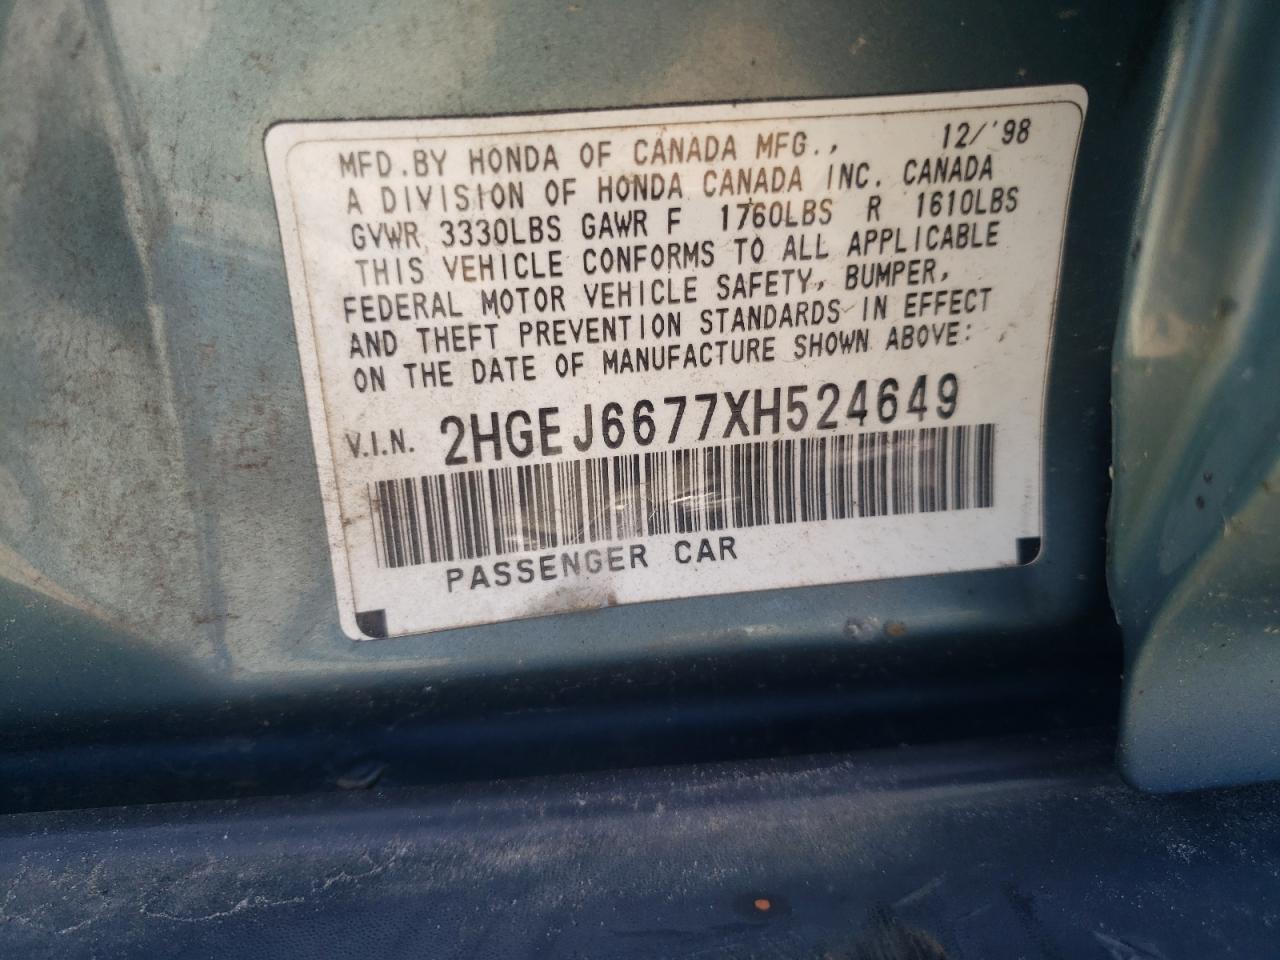 MFD.BY HONDA OF CANADA MFG., 12/'98
A DIVISION OF HONDA CANADA INC. CANADA
GVWR 3330LBS GAWR F 1760LBS R 1610LBS
THIS VEHICLE CONFORMS TO ALL APPLICABLE
FEDERAL MOTOR VEHICLE SAFETY, BUMPER,
AND THEFT PREVENTION STANDARDS IN EFFECT
ON THE DATE OF MANUFACTURE SHOWN ABOVE:
V.I.N. 2HGEJ6677XH524649
PASSENGER CAR